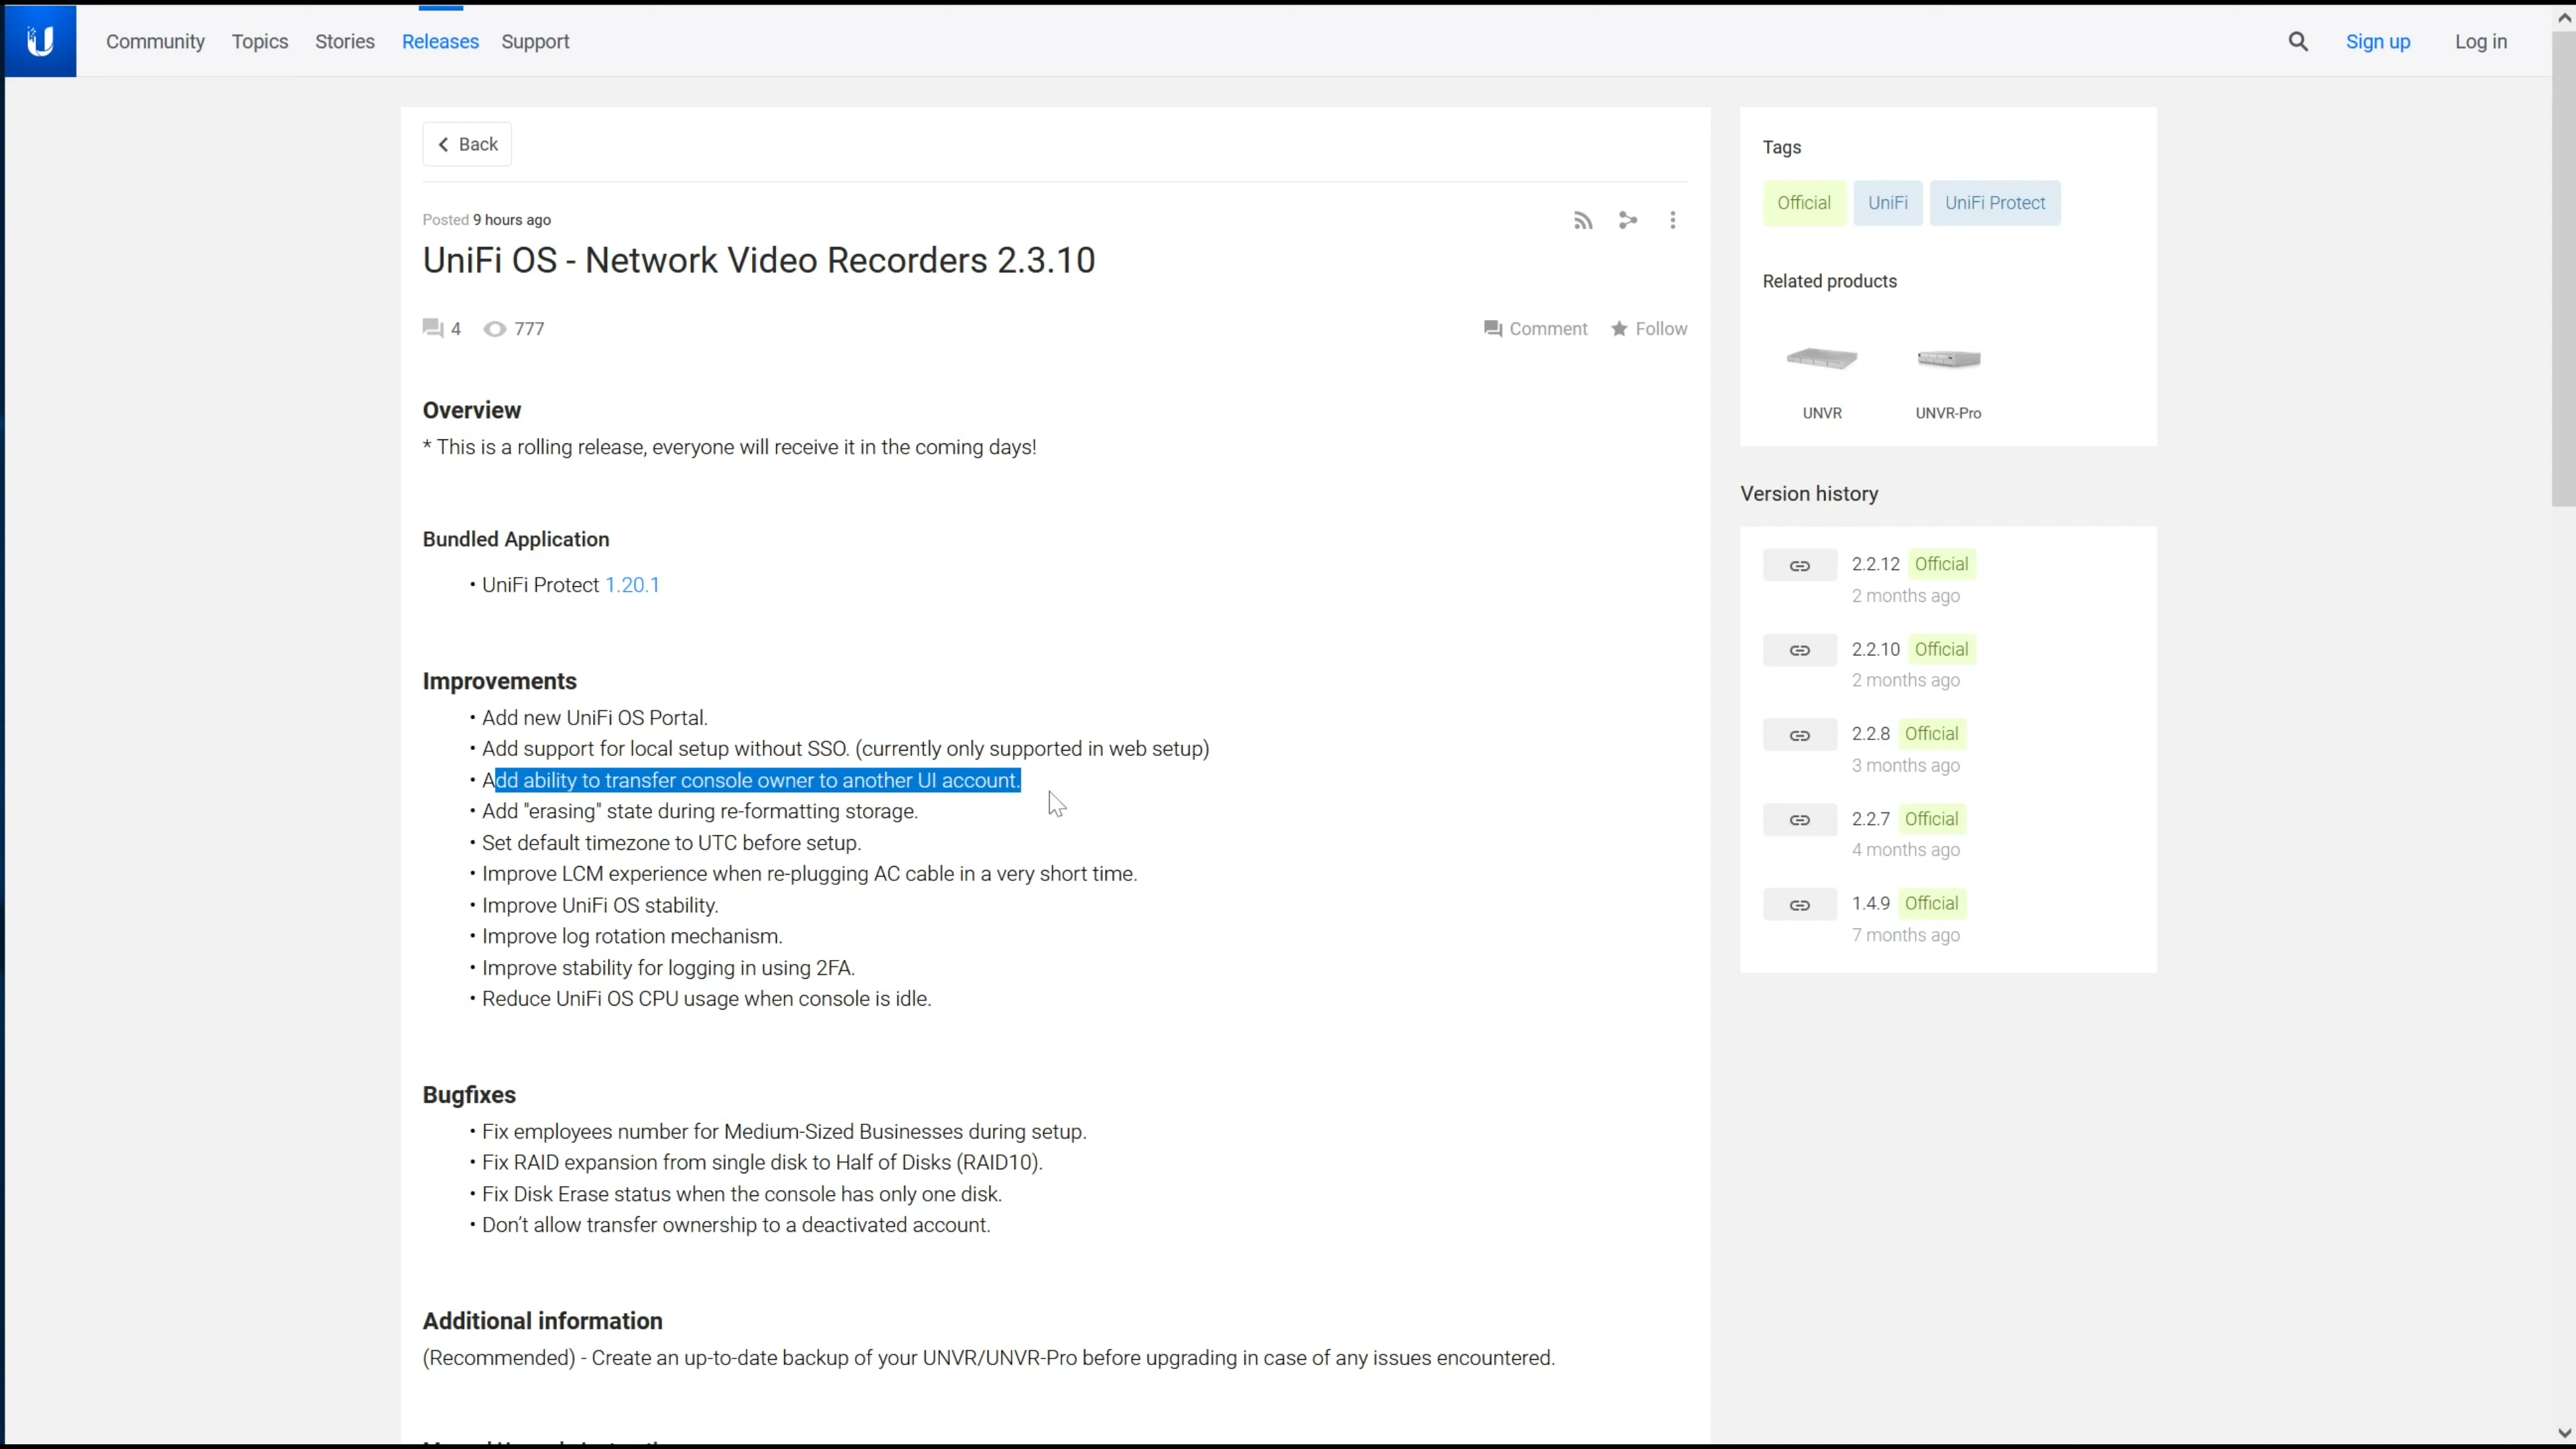 Community Topics Stories Releases Support
Sign up Log in
Back
Posted 9 hours ago
UniFi OS - Network Video Recorders 2.3.10
4 777
Comment Follow
Overview
* This is a rolling release, everyone will receive it in the coming days!
Bundled Application
• UniFi Protect 1.20.1
Improvements
• Add new UniFi OS Portal.
• Add support for local setup without SSO. (currently only supported in web setup)
• Add ability to transfer console owner to another UI account.
• Add "erasing" state during re-formatting storage.
• Set default timezone to UTC before setup.
• Improve LCM experience when re-plugging AC cable in a very short time.
• Improve UniFi OS stability.
• Improve log rotation mechanism.
• Improve stability for logging in using 2FA.
• Reduce UniFi OS CPU usage when console is idle.
Bugfixes
• Fix employees number for Medium-Sized Businesses during setup.
• Fix RAID expansion from single disk to Half of Disks (RAID10).
• Fix Disk Erase status when the console has only one disk.
• Don't allow transfer ownership to a deactivated account.
Additional information
(Recommended) - Create an up-to-date backup of your UNVR/UNVR-Pro before upgrading in case of any issues encountered.
Tags
Official UniFi UniFi Protect
Related products
UNVR UNVR-Pro
Version history
2.2.12 Official
2 months ago
2.2.10 Official
2 months ago
2.2.8 Official
3 months ago
2.2.7 Official
4 months ago
1.4.9 Official
7 months ago